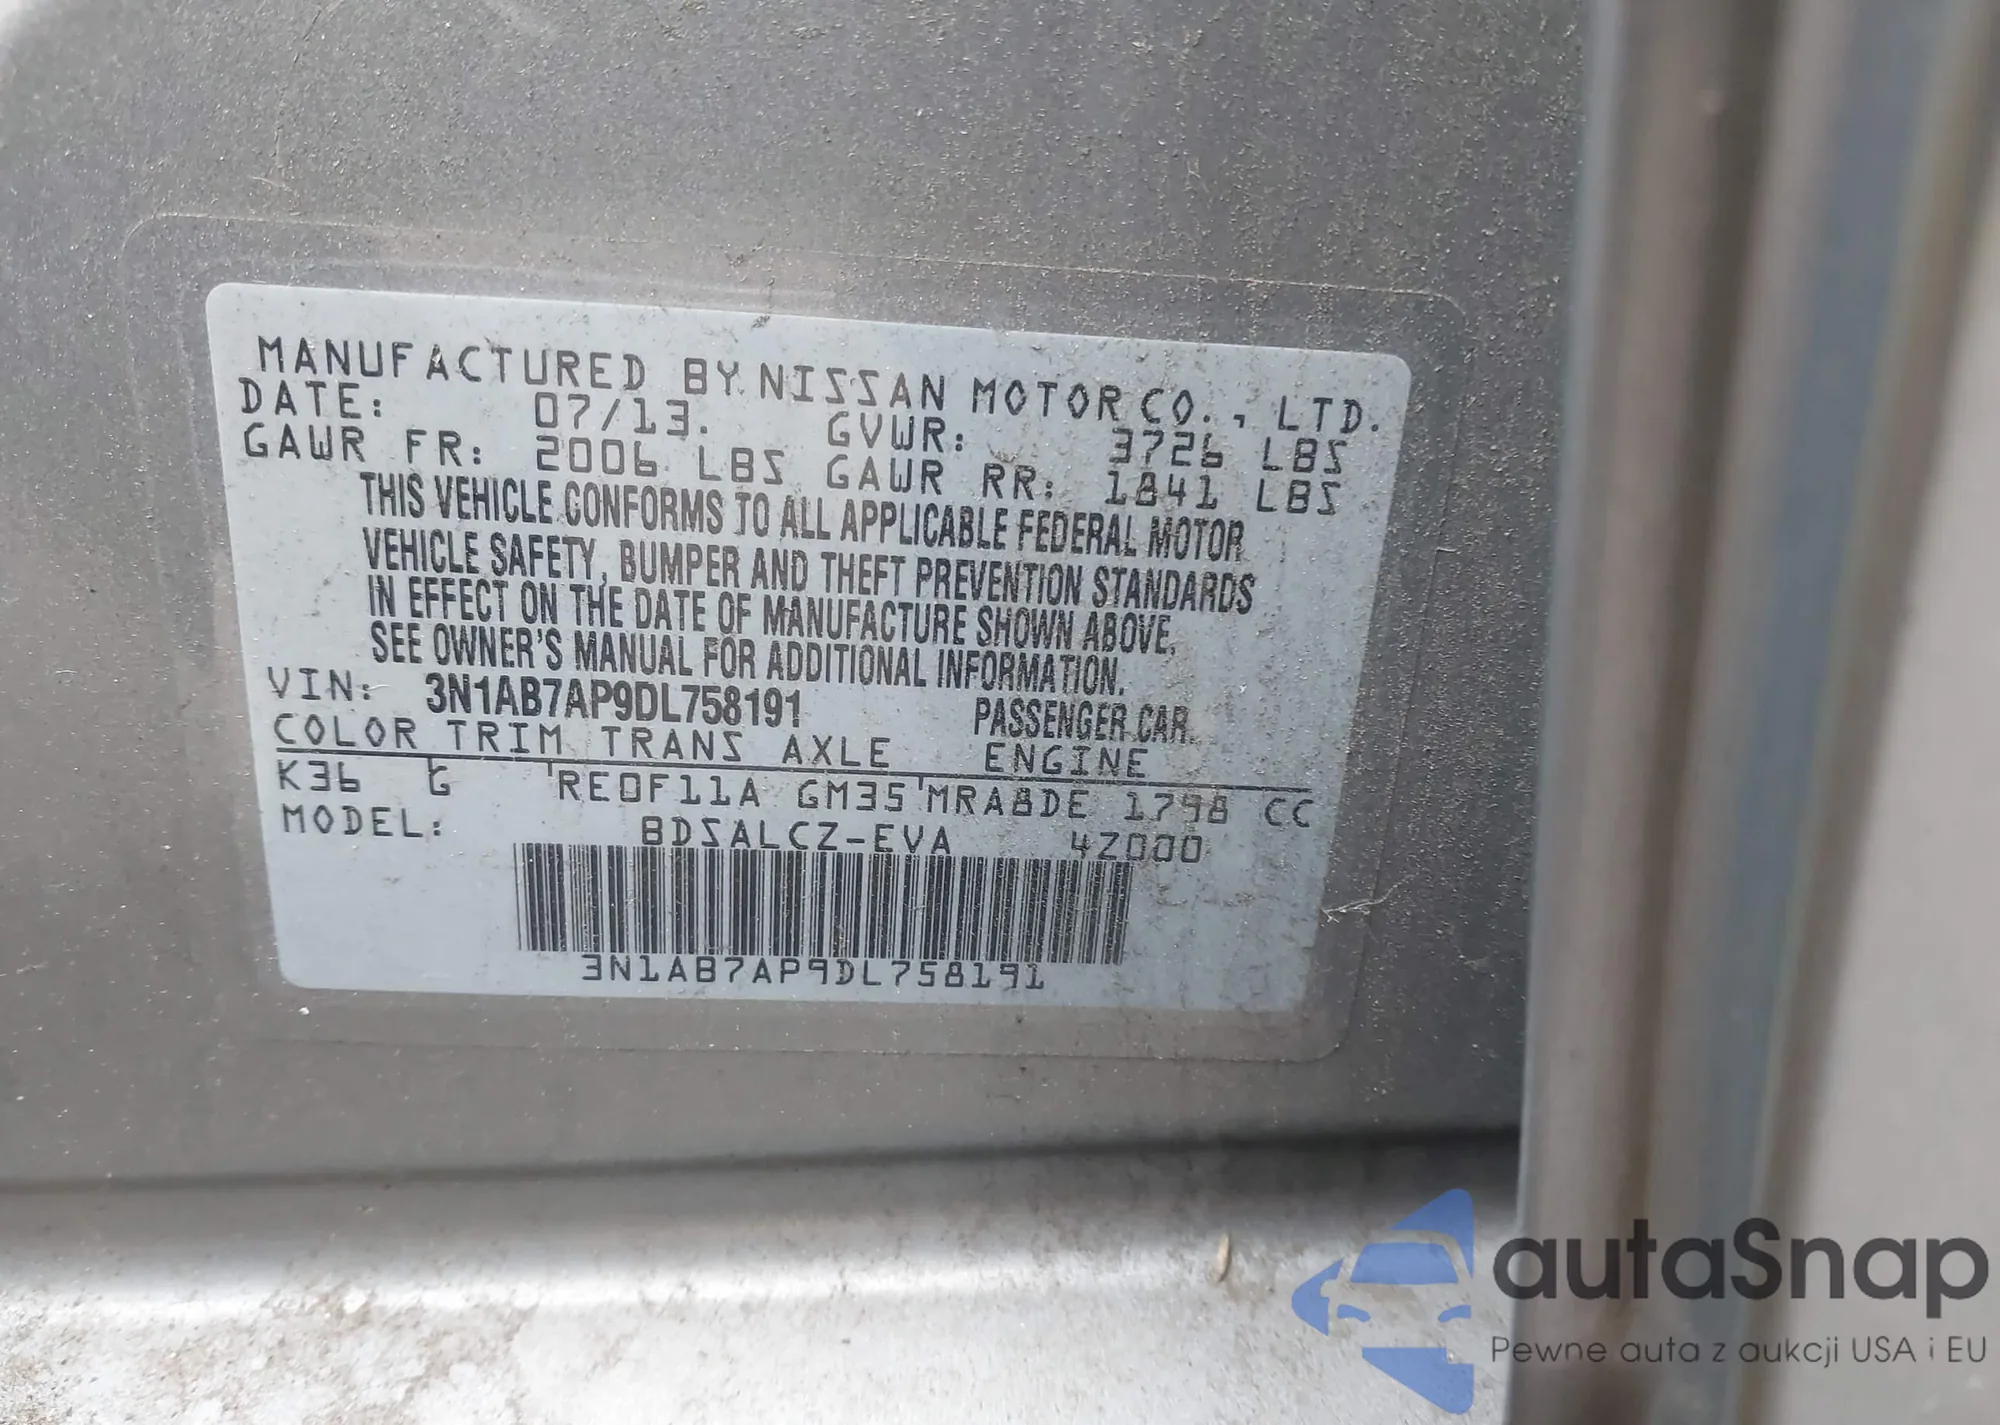 MANUFACTURED BY NISSAN MOTOR CO., LTD.
DATE: 07/13. GVWR: 3726 LBS
GAWR FR: 2006 LBS GAWR RR: 1841 LBS
THIS VEHICLE CONFORMS TO ALL APPLICABLE FEDERAL MOTOR
VEHICLE SAFETY, BUMPER AND THEFT PREVENTION STANDARDS
IN EFFECT ON THE DATE OF MANUFACTURE SHOWN ABOVE.
SEE OWNER'S MANUAL FOR ADDITIONAL INFORMATION.
VIN: 3N1AB7AP9DL758191 PASSENGER CAR.
COLOR TRIM TRANS AXLE ENGINE
K36 G RE0F11A GM35 MRA8DE 1798 CC
MODEL: BDSALCZ-EVA 4Z000
3N1AB7AP9DL758191
autaSnap
Pewne auta z aukcji USA i EU